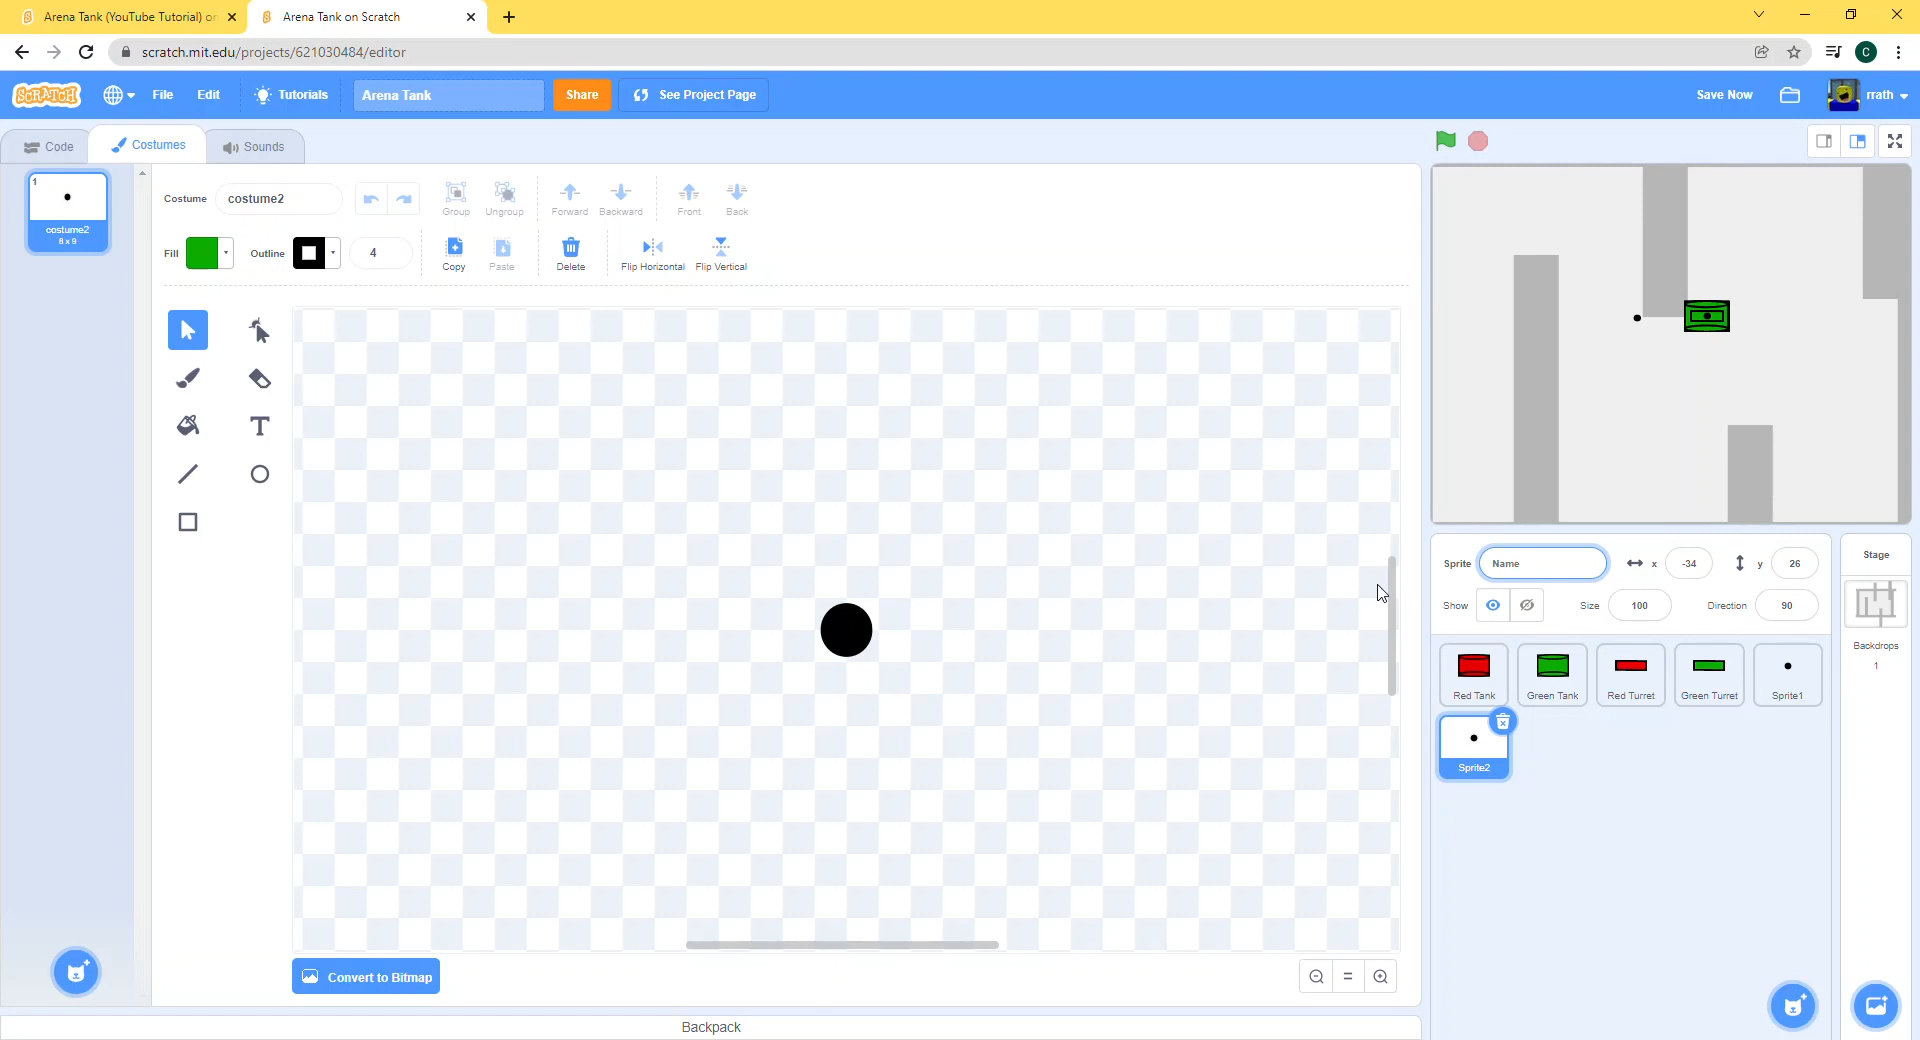 Arena Tank (YouTube Tutorial) on
Arena Tank on Scratch
scratch.mit.edu/projects/621030484/editor
C
SCRATCH
File
Edit
Tutorials
Arena Tank
Share
See Project Page
Save Now
rrath
Code
Costumes
Sounds
1
costume2
8 x 9
Costume
costume2
Group
Ungroup
Forward
Backward
Front
Back
Fill
Outline
4
Copy
Paste
Delete
Flip Horizontal
Flip Vertical
T
Convert to Bitmap
Backpack
Sprite
Name
x
-34
y
26
Show
Size
100
Direction
90
Red Tank
Green Tank
Red Turret
Green Turret
Sprite1
Sprite2
Stage
Backdrops
1